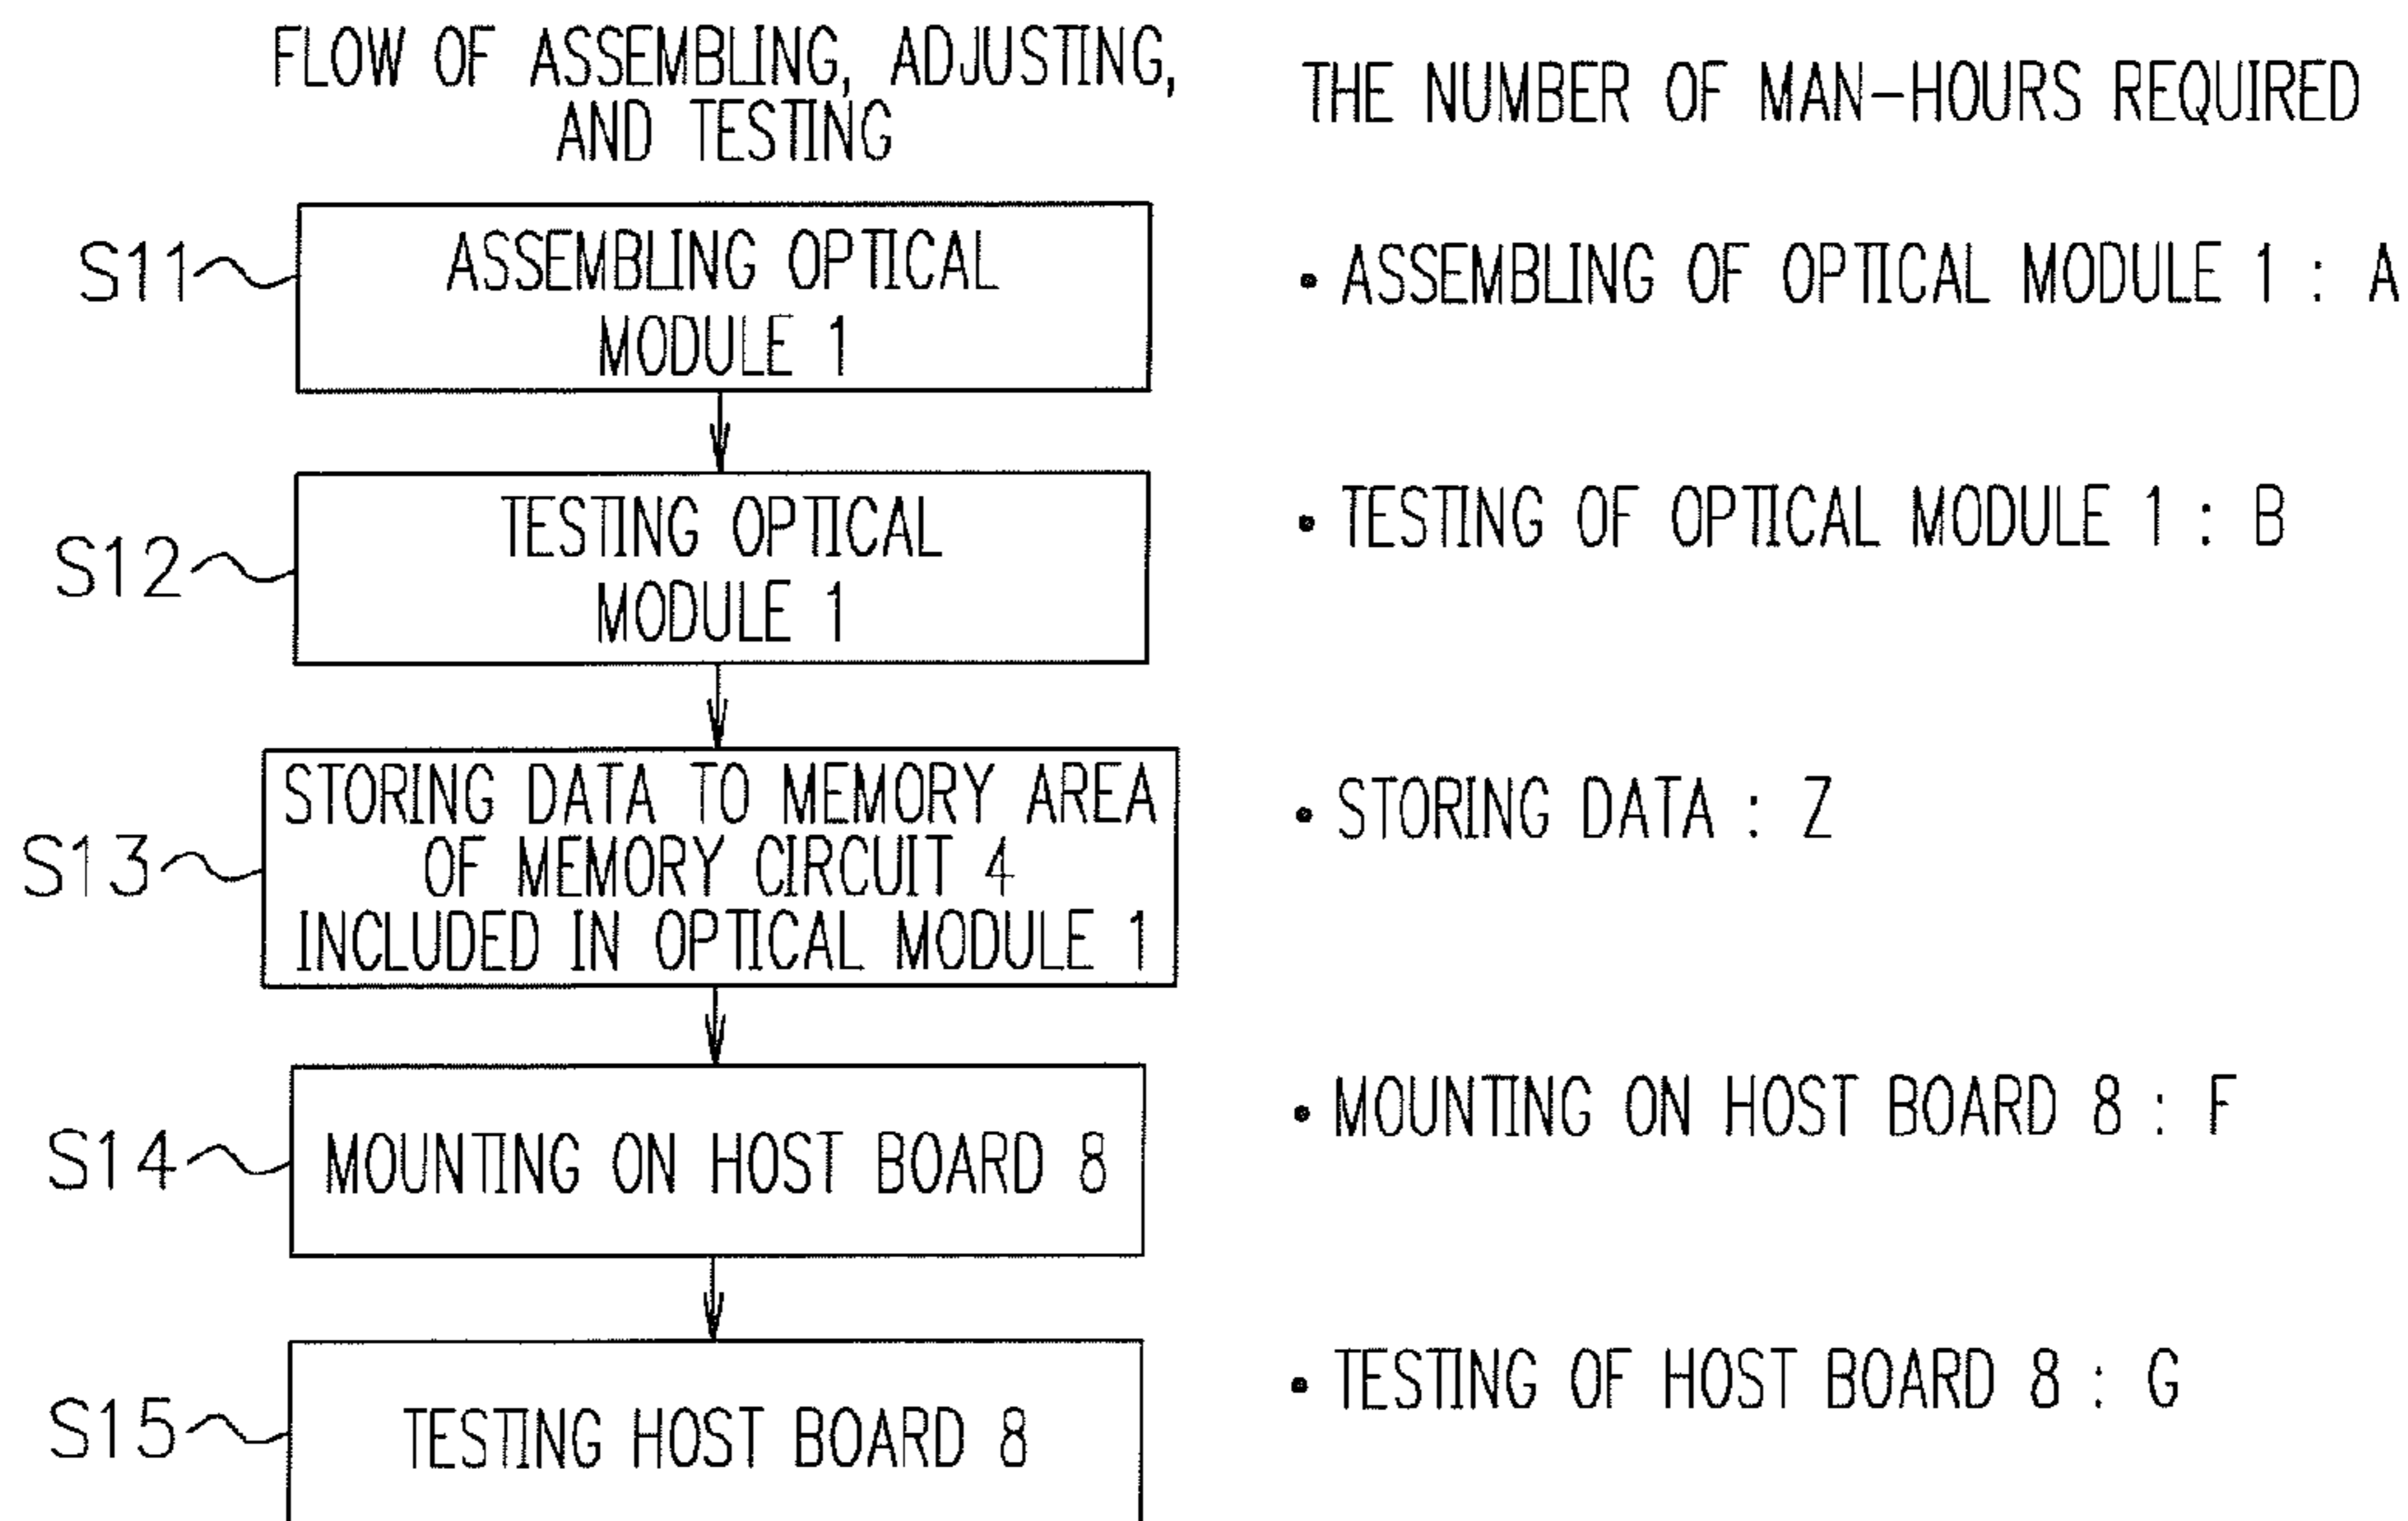 FLOW OF ASSEMBLING, ADJUSTING,
AND TESTING
THE NUMBER OF MAN-HOURS REQUIRED
S11
ASSEMBLING OPTICAL
MODULE 1
• ASSEMBLING OF OPTICAL MODULE 1 : A
S12
TESTING OPTICAL
MODULE 1
• TESTING OF OPTICAL MODULE 1 : B
S13
STORING DATA TO MEMORY AREA
OF MEMORY CIRCUIT 4
INCLUDED IN OPTICAL MODULE 1
• STORING DATA : Z
S14
MOUNTING ON HOST BOARD 8
• MOUNTING ON HOST BOARD 8 : F
S15
TESTING HOST BOARD 8
• TESTING OF HOST BOARD 8 : G